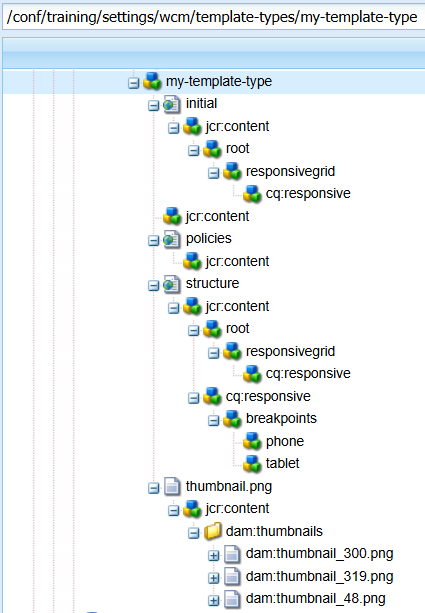 /conf/training/settings/wcm/template-types/my-template-type
my-template-type
initial
jcr:content
root
responsivegrid
cq:responsive
jcr:content
policies
jcr:content
structure
jcr:content
root
responsivegrid
cq:responsive
cq:responsive
breakpoints
phone
tablet
thumbnail.png
jcr:content
dam:thumbnails
dam:thumbnail_300.png
dam:thumbnail_319.png
dam:thumbnail_48.png